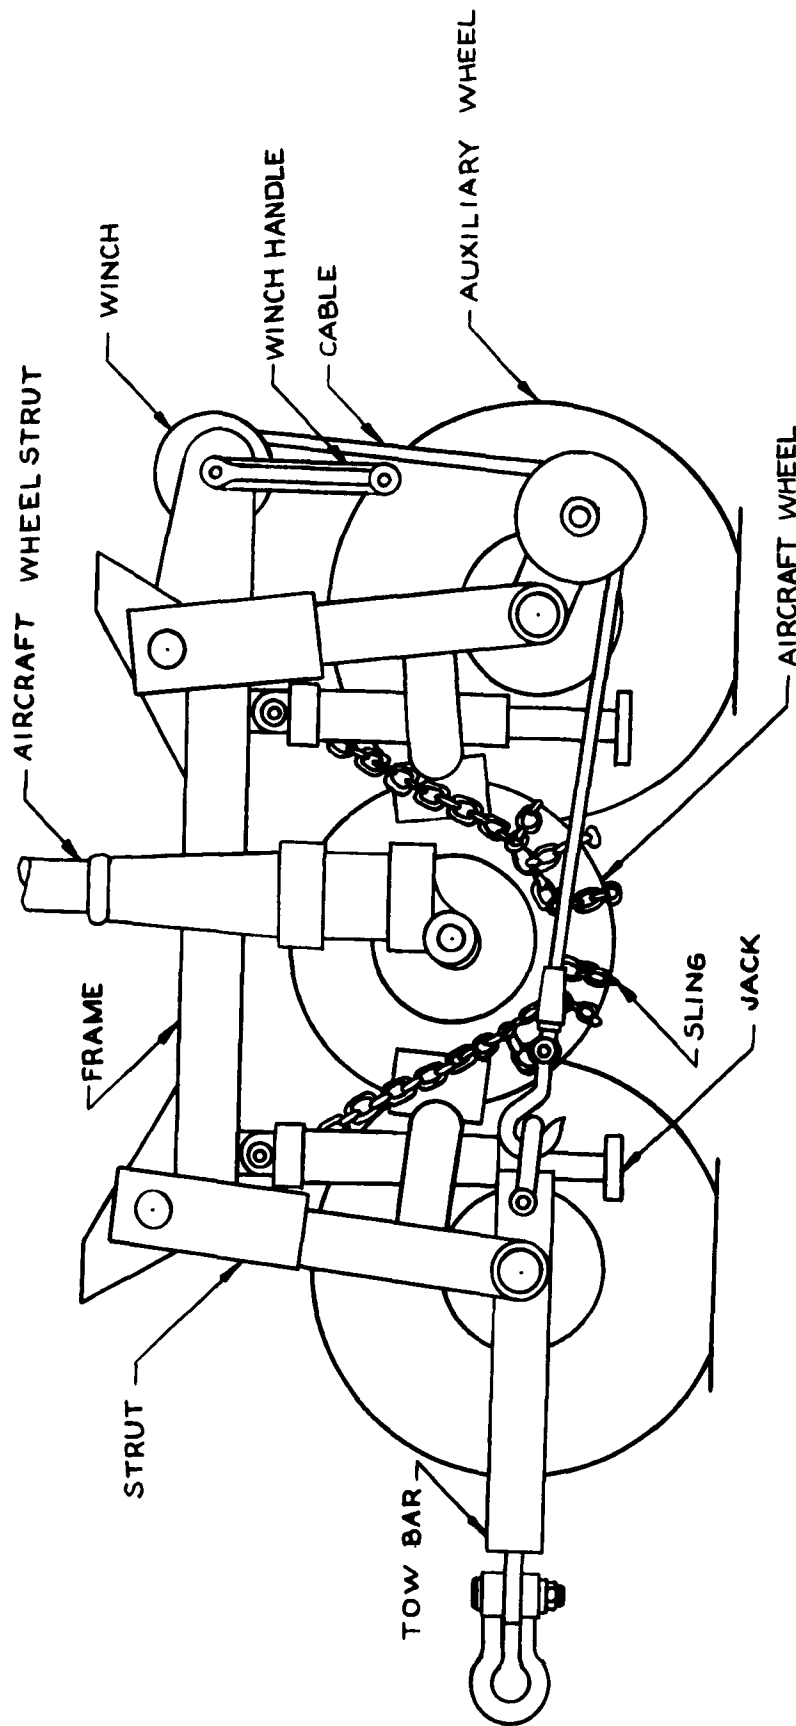 AIRCRAFT WHEEL STRUT
WINCH
FRAME
WINCH HANDLE
CABLE
STRUT
AUXILIARY WHEEL
TOW BAR
SLING
JACK
AIRCRAFT WHEEL